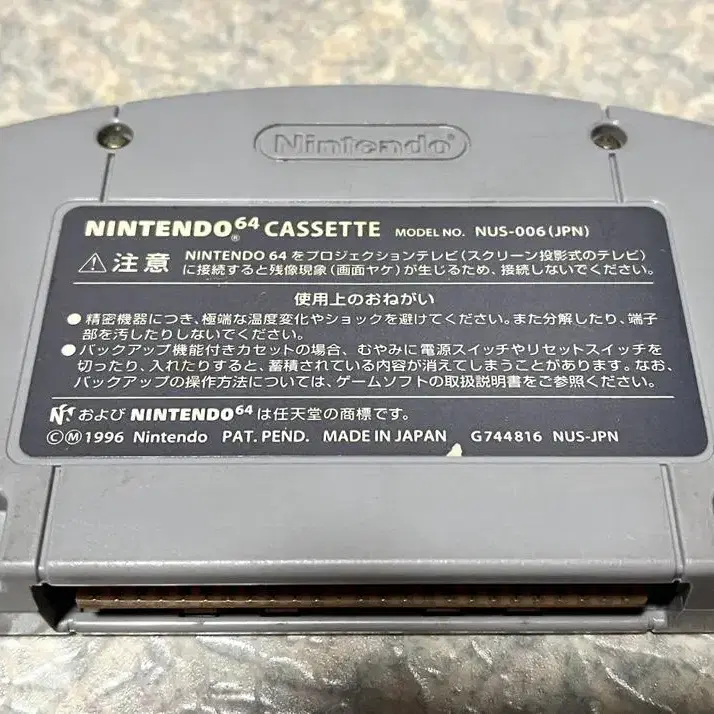 Nintendo®
NINTENDO®64 CASSETTE MODEL NO. NUS-006(JPN)
⚠注意 NINTENDO 64をプロジェクションテレビ(スクリーン投影式のテレビ)
に接続すると残像現象(画面ヤケ)が生じるため、接続しないでください。
使用上のおねがい
●精密機器につき、極端な温度変化やショックを避けてください。また分解したり、端子
部を汚したりしないでください。
●バックアップ機能付きカセットの場合、むやみに電源スイッチやリセットスイッチを
切ったり、入れたりすると、蓄積されている内容が消えてしまうことがあります。なお、
バックアップの操作方法については、ゲームソフトの取扱説明書をご参照ください。
N および NINTENDO64 は任天堂の商標です。
ⒸⓂ1996 Nintendo PAT. PEND. MADE IN JAPAN G744816 NUS-JPN